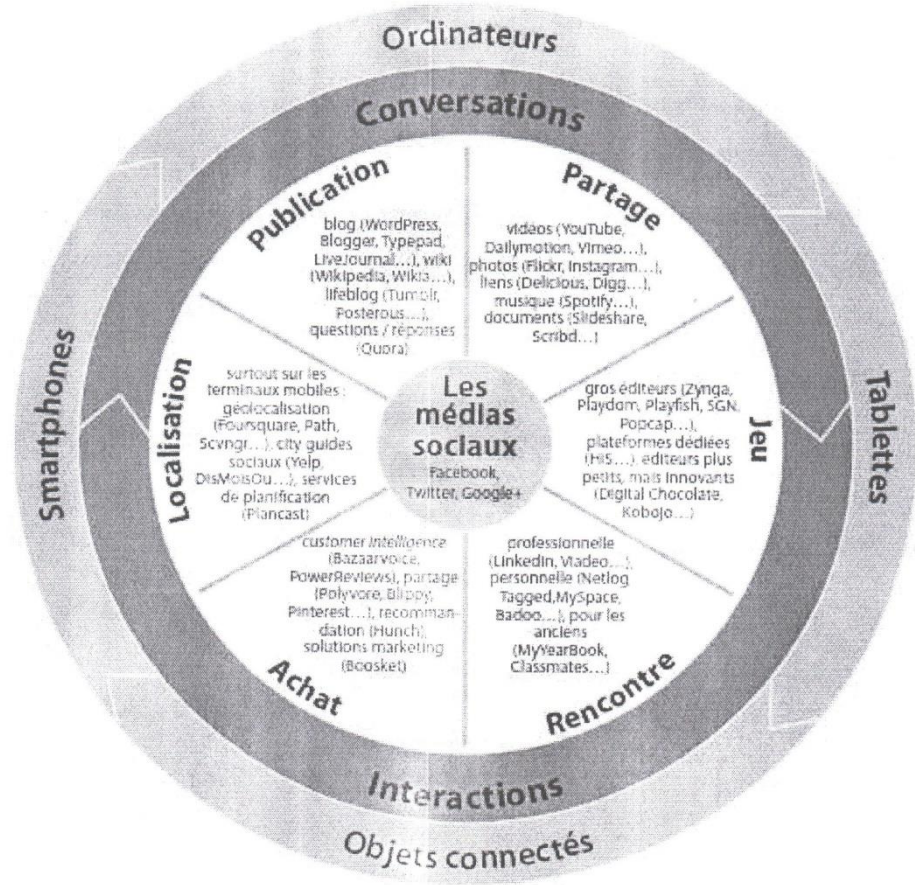 Ordinateurs
Conversations
Publication
blog (WordPress,
Blogger, Typepad,
LiveJournal...), wiki
(Wikipedia, Wikia...),
lifeblog (Tumblr,
Posterous...),
questions / réponses
(Quora)
Partage
vidéos (YouTube,
Dailymotion, Vimeo...),
photos (Flickr, Instagram...),
liens (Delicious, Digg...),
musique (Spotify...),
documents (Slideshare,
Scribd...)
Smartphones
Localisation
surtout sur les
terminaux mobiles :
géolocalisation
(Foursquare, Path,
Scvngr...), city guides
sociaux (Yelp,
DisMoisOu...), services
de planification
(Plancast)
Les
médias
sociaux
Facebook,
Twitter, Google+
gros éditeurs (Zynga,
Playdom, Playfish, SGN,
Popcap...),
plateformes dédiées
(Hi5...), éditeurs plus
petits, mais innovants
(Digital Chocolate,
Kobojo...)
Jeu
Tablettes
customer intelligence
(Bazaarvoice,
PowerReviews), partage
(Polyvore, Blippy,
Pinterest...), recomman-
dation (Hunch),
solutions marketing
(Boosket)
Achat
professionnelle
(LinkedIn, Viadeo...),
personnelle (Netlog
Tagged,MySpace,
Badoo...), pour les
anciens
(MyYearBook,
Classmates...)
Rencontre
Interactions
Objets connectés